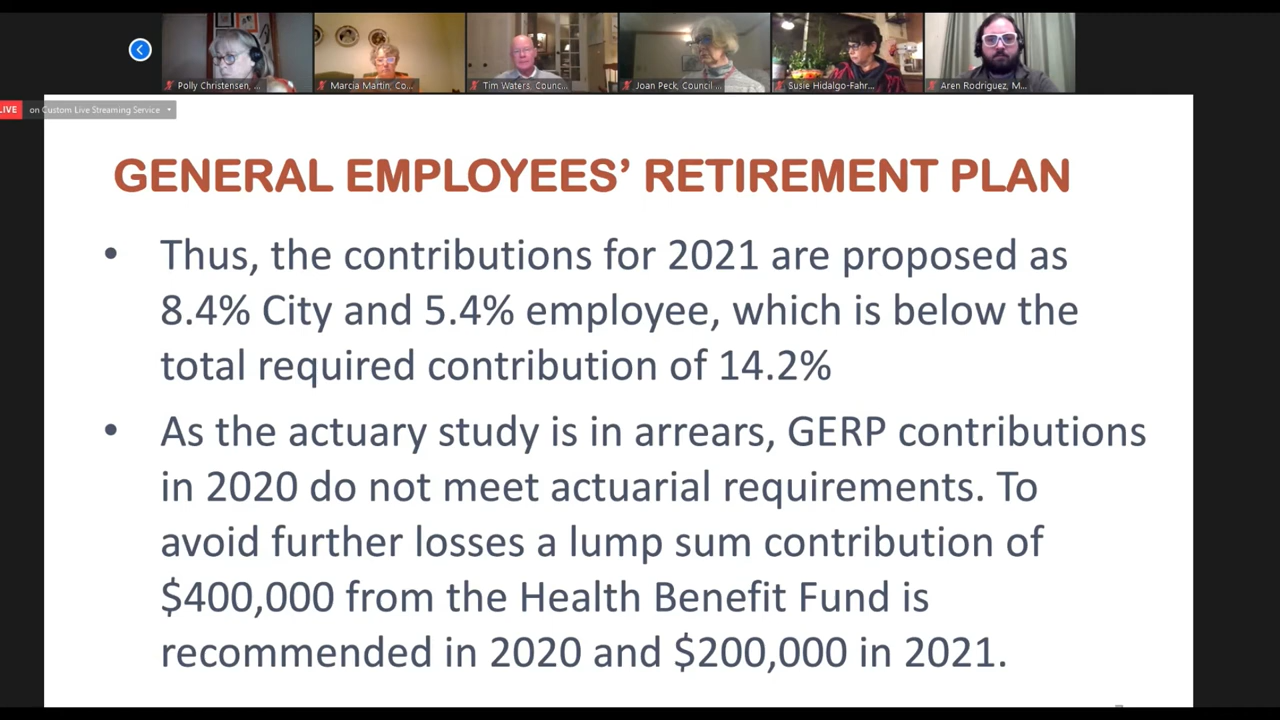 Polly Christensen, ...
Marcia Martin, Co...
Tim Waters, Counc...
Joan Peck, Council ...
Susie Hidalgo-Fahr...
Aren Rodriguez, M...
LIVE on Custom Live Streaming Service
GENERAL EMPLOYEES’ RETIREMENT PLAN
• Thus, the contributions for 2021 are proposed as
8.4% City and 5.4% employee, which is below the
total required contribution of 14.2%
• As the actuary study is in arrears, GERP contributions
in 2020 do not meet actuarial requirements. To
avoid further losses a lump sum contribution of
$400,000 from the Health Benefit Fund is
recommended in 2020 and $200,000 in 2021.